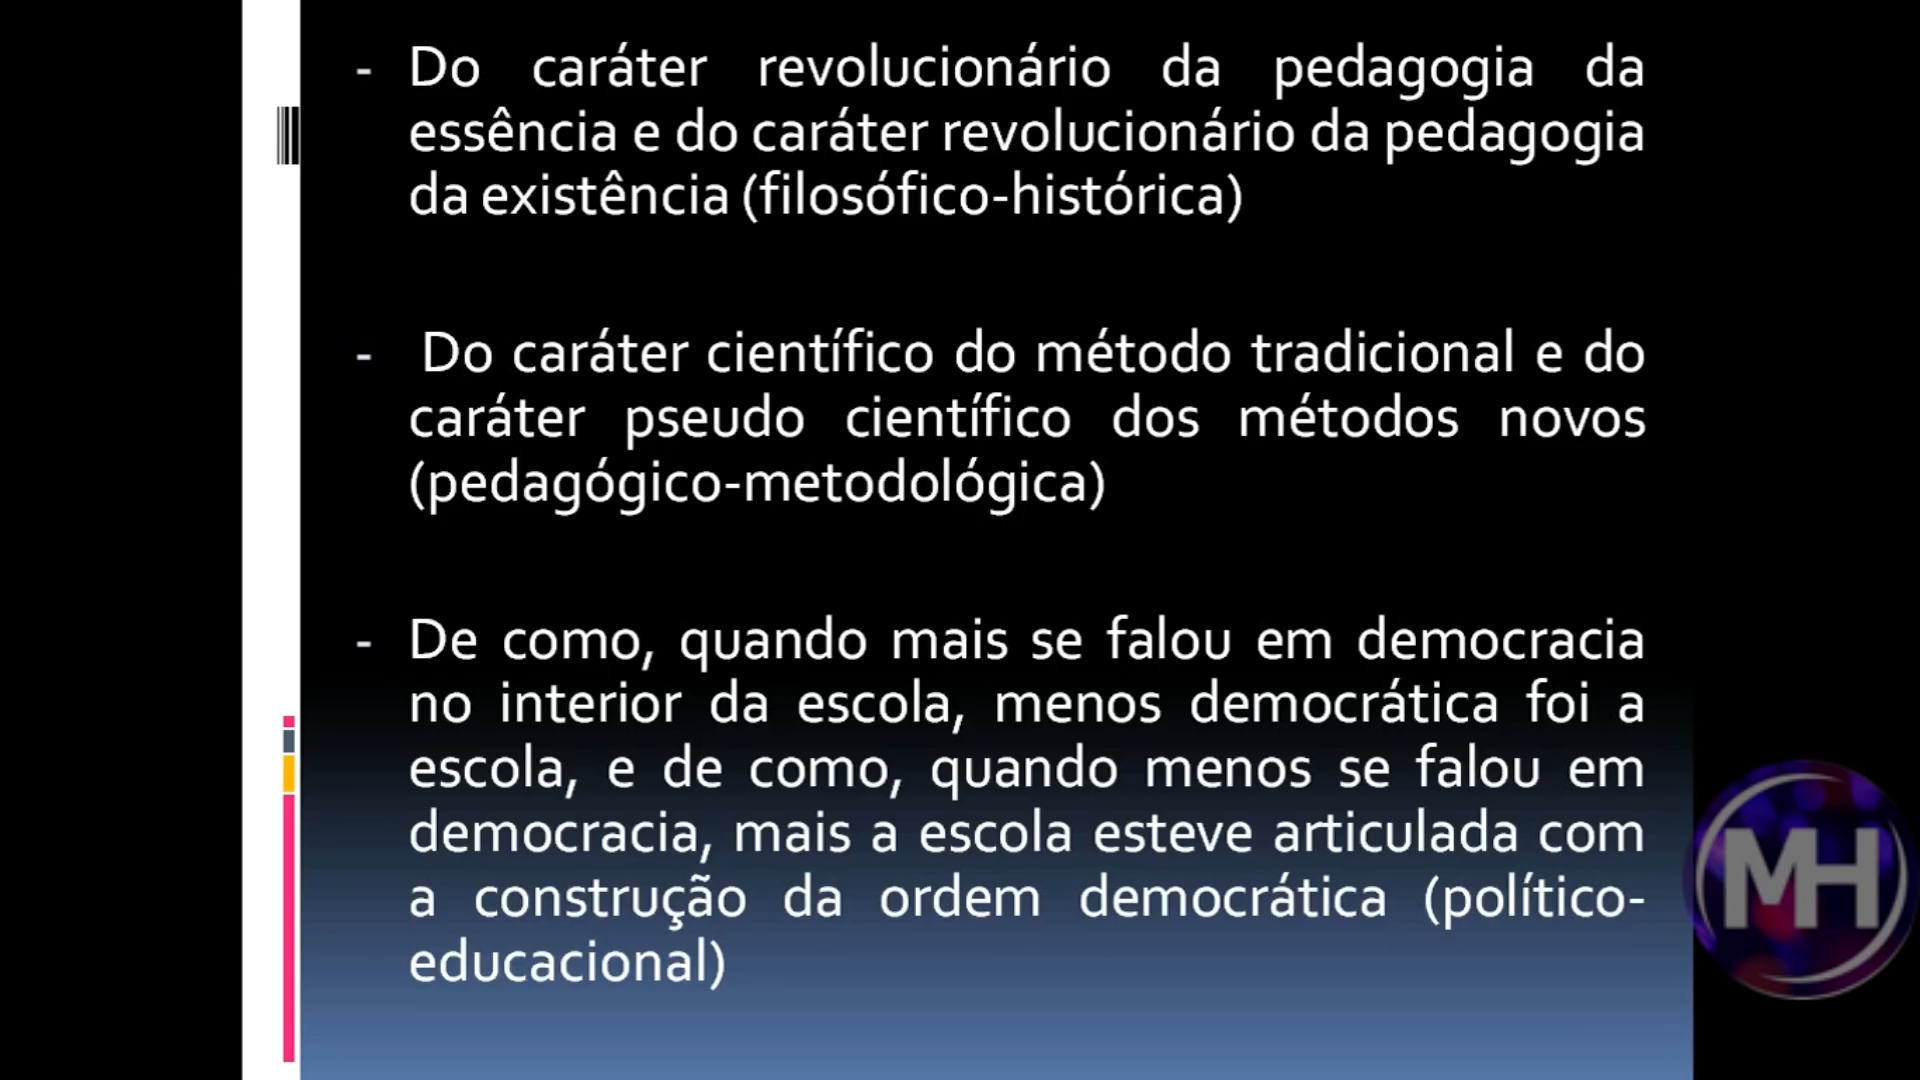 - Do caráter revolucionário da pedagogia da
essência e do caráter revolucionário da pedagogia
da existência (filosófico-histórica)
- Do caráter científico do método tradicional e do
caráter pseudo científico dos métodos novos
(pedagógico-metodológica)
- De como, quando mais se falou em democracia
no interior da escola, menos democrática foi a
escola, e de como, quando menos se falou em
democracia, mais a escola esteve articulada com
a construção da ordem democrática (político-
educacional)
MH